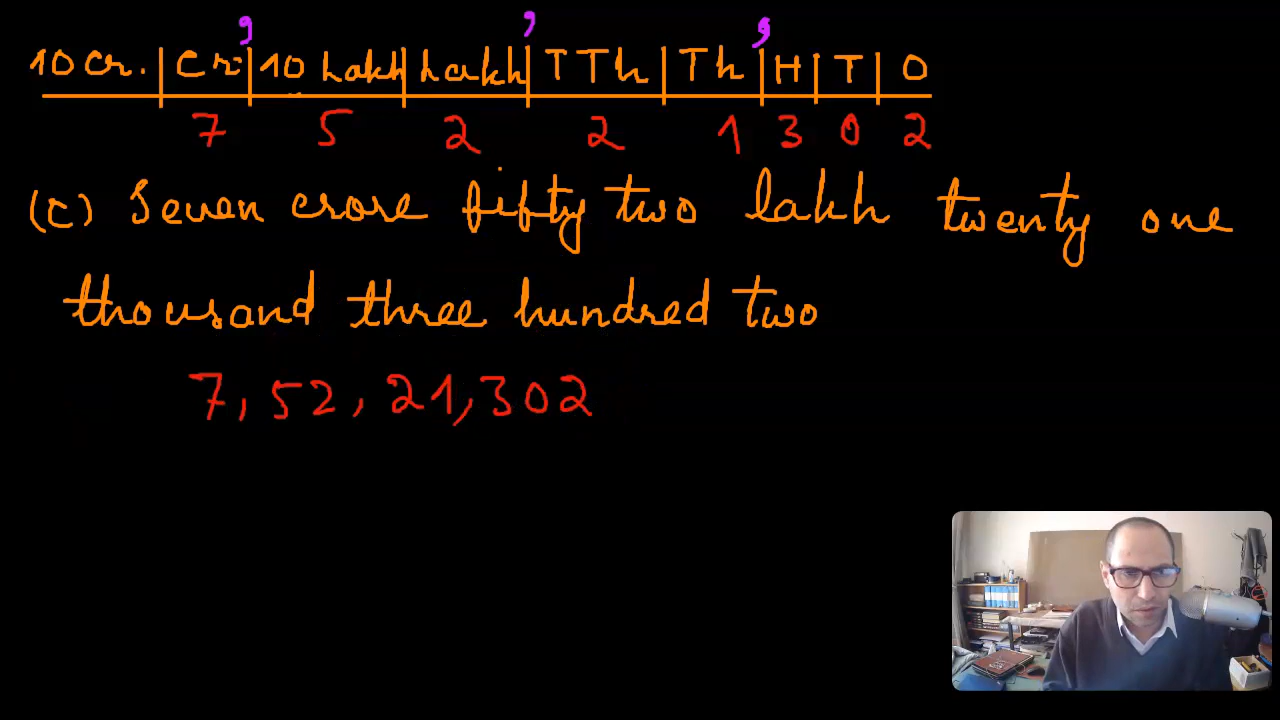 , , ,
10 Cr. | Cr. | 10 Lakh | Lakh | T Th | Th | H | T | O
7 5 2 2 1 3 0 2
(C) Seven crore fifty two lakh twenty one
thousand three hundred two
7, 52, 21, 302